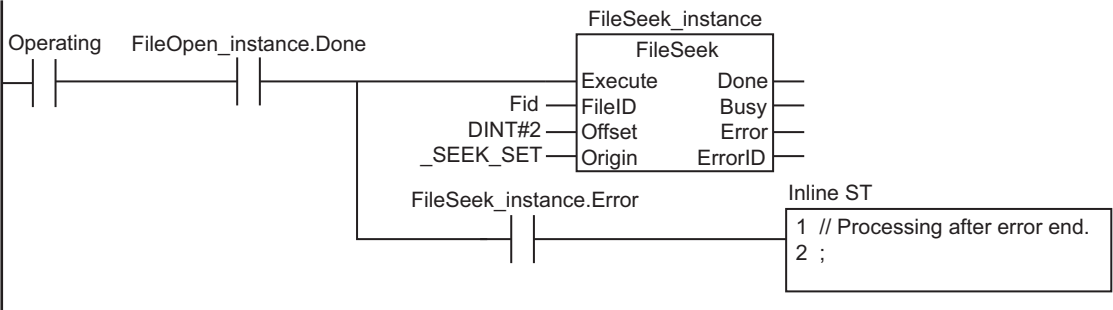 FileSeek_instance
Operating FileOpen_instance.Done FileSeek
Execute Done
Fid FileID Busy
DINT#2 Offset Error
_SEEK_SET Origin ErrorID
FileSeek_instance.Error Inline ST
1 // Processing after error end.
2 ;